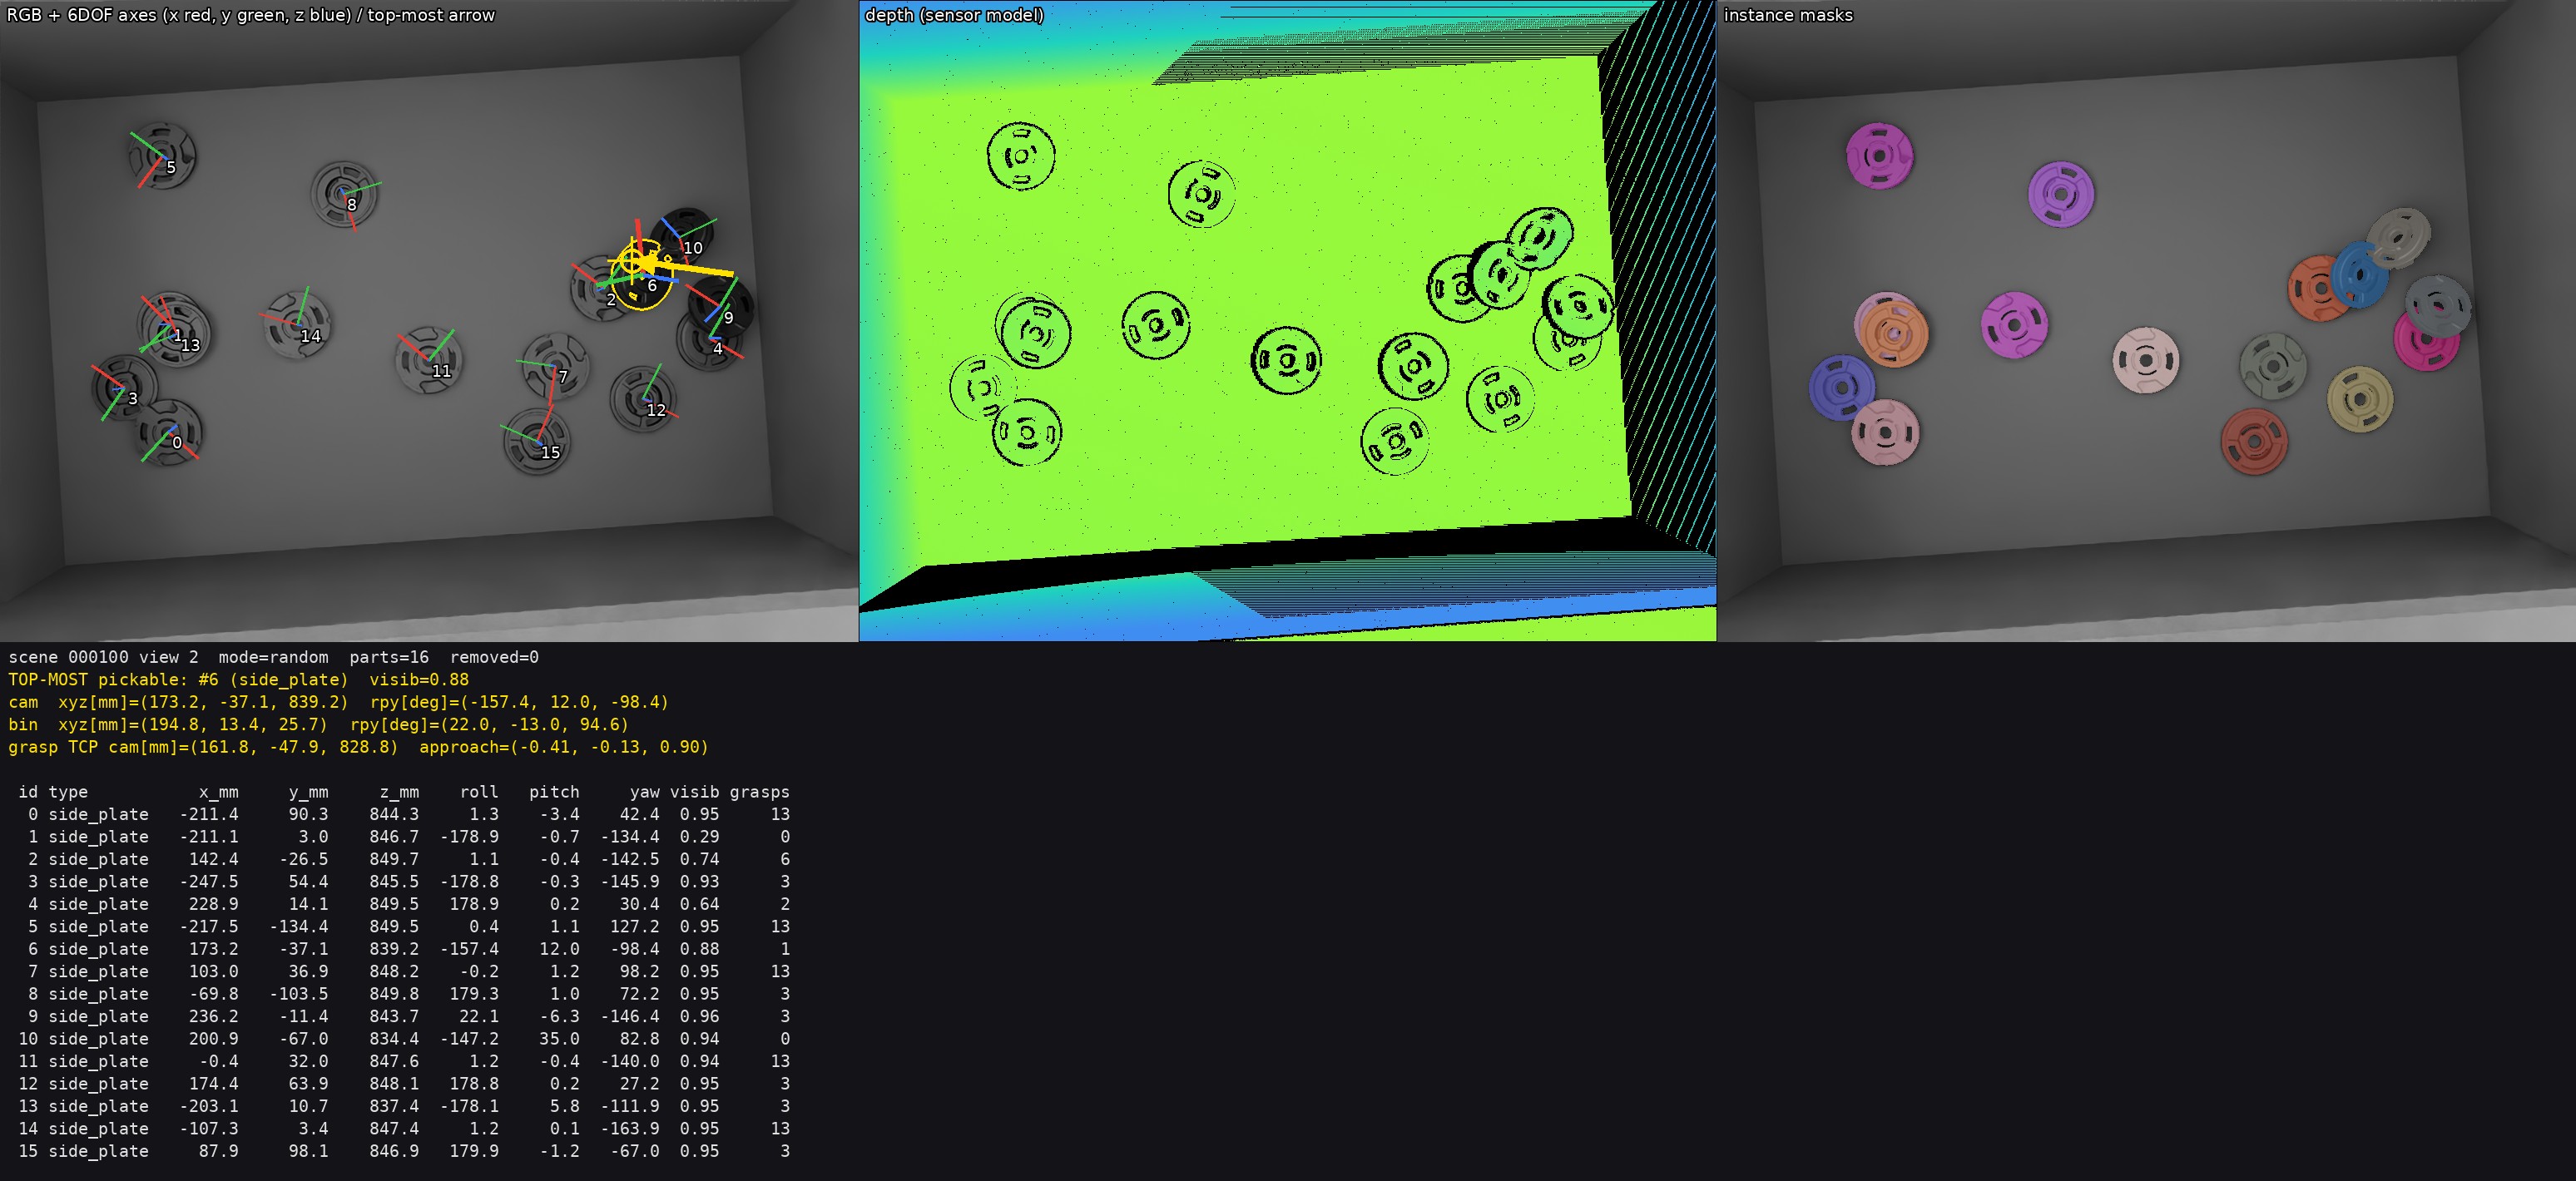 RGB + 6DOF axes (x red, y green, z blue) / top-most arrow
depth (sensor model)
instance masks
5
8
10
6
2
9
4
1
13
14
11
7
3
12
0
15
scene 000100 view 2  mode=random  parts=16  removed=0
TOP-MOST pickable: #6 (side_plate)  visib=0.88
cam  xyz[mm]=(173.2, -37.1, 839.2)  rpy[deg]=(-157.4, 12.0, -98.4)
bin  xyz[mm]=(194.8, 13.4, 25.7)  rpy[deg]=(22.0, -13.0, 94.6)
grasp TCP cam[mm]=(161.8, -47.9, 828.8)  approach=(-0.41, -0.13, 0.90)
id type x_mm y_mm z_mm roll pitch yaw visib grasps
0 side_plate -211.4 90.3 844.3 1.3 -3.4 42.4 0.95 13
1 side_plate -211.1 3.0 846.7 -178.9 -0.7 -134.4 0.29 0
2 side_plate 142.4 -26.5 849.7 1.1 -0.4 -142.5 0.74 6
3 side_plate -247.5 54.4 845.5 -178.8 -0.3 -145.9 0.93 3
4 side_plate 228.9 14.1 849.5 178.9 0.2 30.4 0.64 2
5 side_plate -217.5 -134.4 849.5 0.4 1.1 127.2 0.95 13
6 side_plate 173.2 -37.1 839.2 -157.4 12.0 -98.4 0.88 1
7 side_plate 103.0 36.9 848.2 -0.2 1.2 98.2 0.95 13
8 side_plate -69.8 -103.5 849.8 179.3 1.0 72.2 0.95 3
9 side_plate 236.2 -11.4 843.7 22.1 -6.3 -146.4 0.96 3
10 side_plate 200.9 -67.0 834.4 -147.2 35.0 82.8 0.94 0
11 side_plate -0.4 32.0 847.6 1.2 -0.4 -140.0 0.94 13
12 side_plate 174.4 63.9 848.1 178.8 0.2 27.2 0.95 3
13 side_plate -203.1 10.7 837.4 -178.1 5.8 -111.9 0.95 3
14 side_plate -107.3 3.4 847.4 1.2 0.1 -163.9 0.95 13
15 side_plate 87.9 98.1 846.9 179.9 -1.2 -67.0 0.95 3